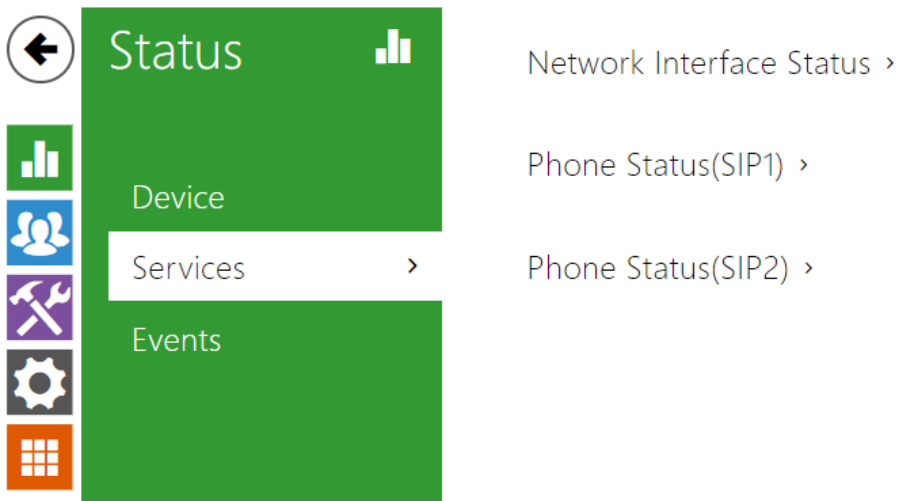 Status
Device
Services
Events
Network Interface Status
Phone Status(SIP1)
Phone Status(SIP2)